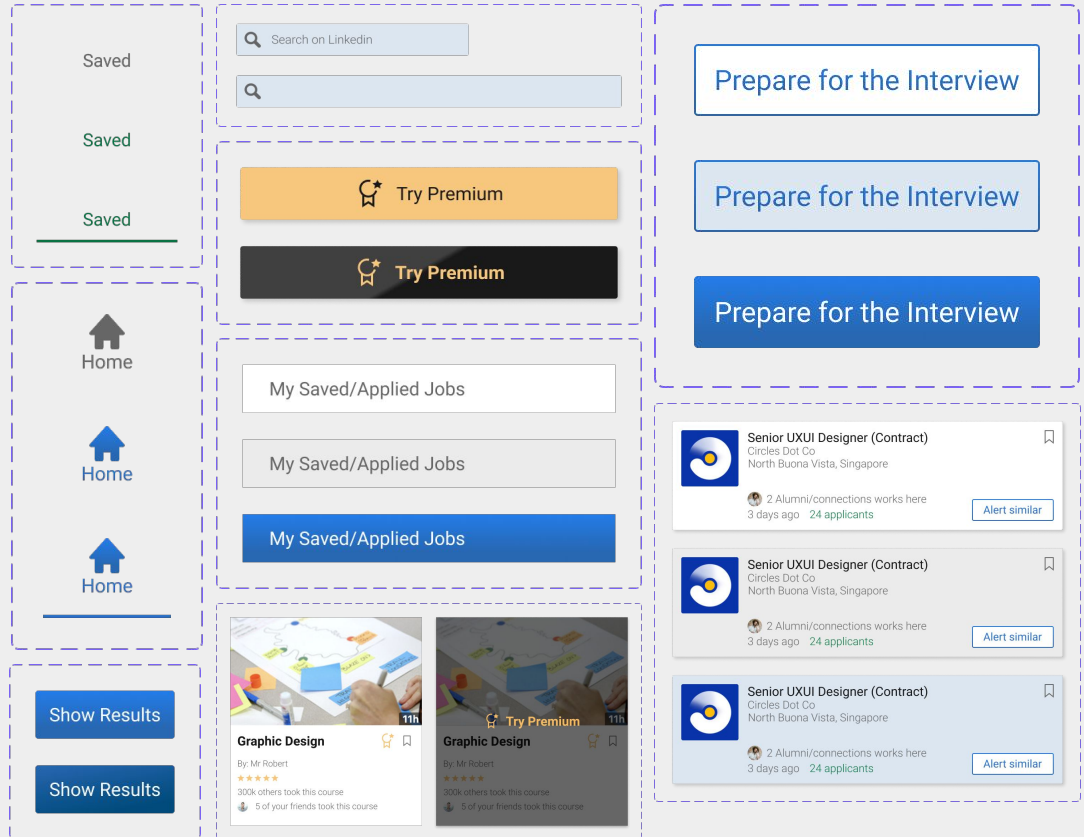 Saved
Saved
Saved
Home
Home
Home
Show Results
Show Results
Search on Linkedin
Try Premium
Try Premium
My Saved/Applied Jobs
My Saved/Applied Jobs
My Saved/Applied Jobs
11h
Graphic Design
By: Mr Robert
300k others took this course
5 of your friends took this course
Try Premium
11h
Graphic Design
By: Mr Robert
300k others took this course
5 of your friends took this course
Prepare for the Interview
Prepare for the Interview
Prepare for the Interview
Senior UXUI Designer (Contract)
Circles Dot Co
North Buona Vista, Singapore
2 Alumni/connections works here
3 days ago 24 applicants
Alert similar
Senior UXUI Designer (Contract)
Circles Dot Co
North Buona Vista, Singapore
2 Alumni/connections works here
3 days ago 24 applicants
Alert similar
Senior UXUI Designer (Contract)
Circles Dot Co
North Buona Vista, Singapore
2 Alumni/connections works here
3 days ago 24 applicants
Alert similar